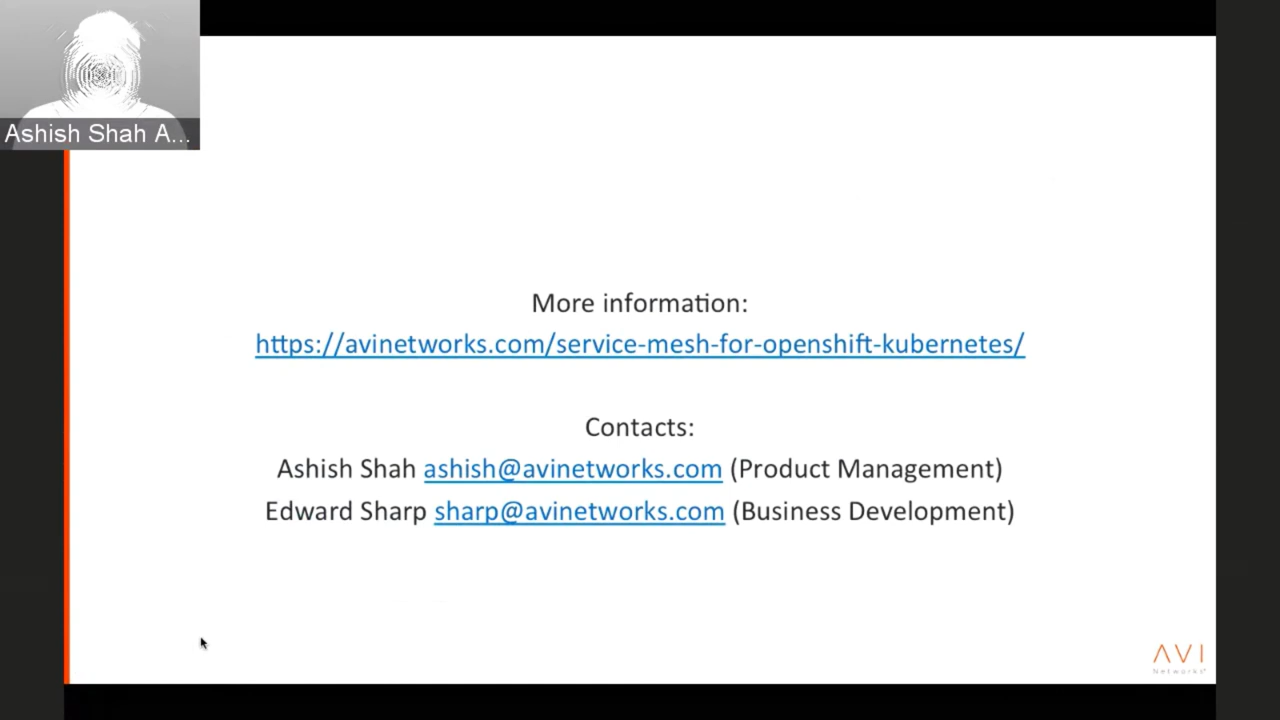 Ashish Shah A...
More information:
https://avinetworks.com/service-mesh-for-openshift-kubernetes/
Contacts:
Ashish Shah ashish@avinetworks.com (Product Management)
Edward Sharp sharp@avinetworks.com (Business Development)
AVI
Networks